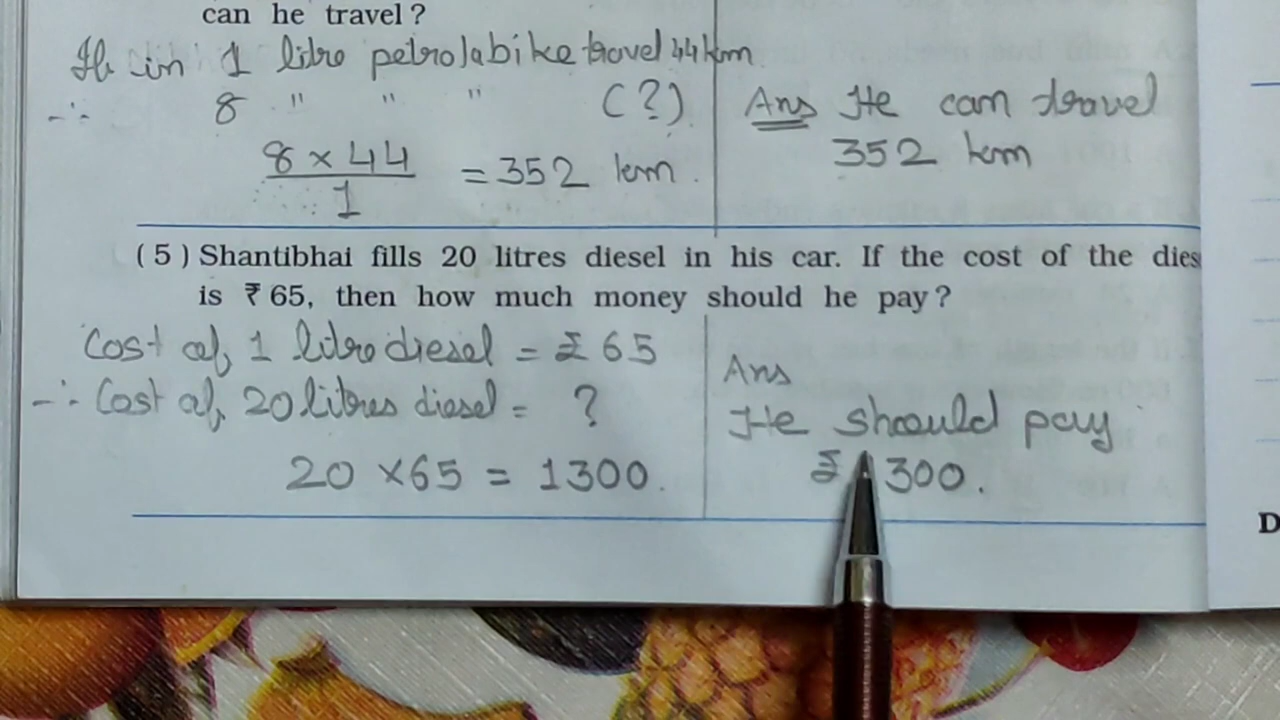 can he travel?
If in 1 litre petrol a bike travel 44 km
∴ 8 " " " (?)
8 × 44
1
= 352 km.
Ans He can travel
352 km
(5) Shantibhai fills 20 litres diesel in his car. If the cost of the
is ₹ 65, then how much money should he pay?
Cost of 1 litre diesel = ₹ 65
∴ Cost of 20 litres diesel = ?
20 × 65 = 1300.
Ans
He should pay
₹ 300.
D